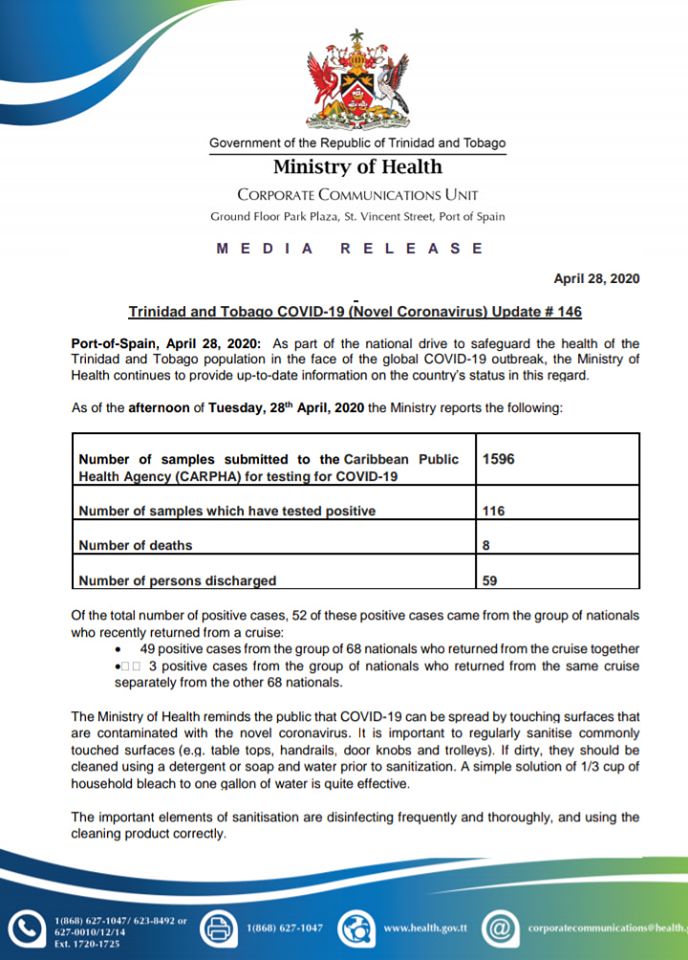 Government of the Republic of Trinidad and Tobago
Ministry of Health
CORPORATE COMMUNICATIONS UNIT
Ground Floor Park Plaza, St. Vincent Street, Port of Spain
MEDIA RELEASE
April 28, 2020
Trinidad and Tobago COVID-19 (Novel Coronavirus) Update # 146
Port-of-Spain, April 28, 2020: As part of the national drive to safeguard the health of the
Trinidad and Tobago population in the face of the global COVID-19 outbreak, the Ministry of
Health continues to provide up-to-date information on the country's status in this regard.
As of the afternoon of Tuesday, 28th April, 2020 the Ministry reports the following:
Number of samples submitted to the Caribbean Public 1596
Health Agency (CARPHA) for testing for COVID-19
Number of samples which have tested positive 116
Number of deaths 8
Number of persons discharged 59
Of the total number of positive cases, 52 of these positive cases came from the group of nationals
who recently returned from a cruise:
• 49 positive cases from the group of 68 nationals who returned from the cruise together
•□□ 3 positive cases from the group of nationals who returned from the same cruise
separately from the other 68 nationals.
The Ministry of Health reminds the public that COVID-19 can be spread by touching surfaces that
are contaminated with the novel coronavirus. It is important to regularly sanitise commonly
touched surfaces (e.g. table tops, handrails, door knobs and trolleys). If dirty, they should be
cleaned using a detergent or soap and water prior to sanitization. A simple solution of 1/3 cup of
household bleach to one gallon of water is quite effective.
The important elements of sanitisation are disinfecting frequently and thoroughly, and using the
cleaning product correctly.
1(868) 627-1047/ 623-8492 or
627-0010/12/14
Ext. 1720-1725
1(868) 627-1047
www.health.gov.tt
corporatecommunications@health.g